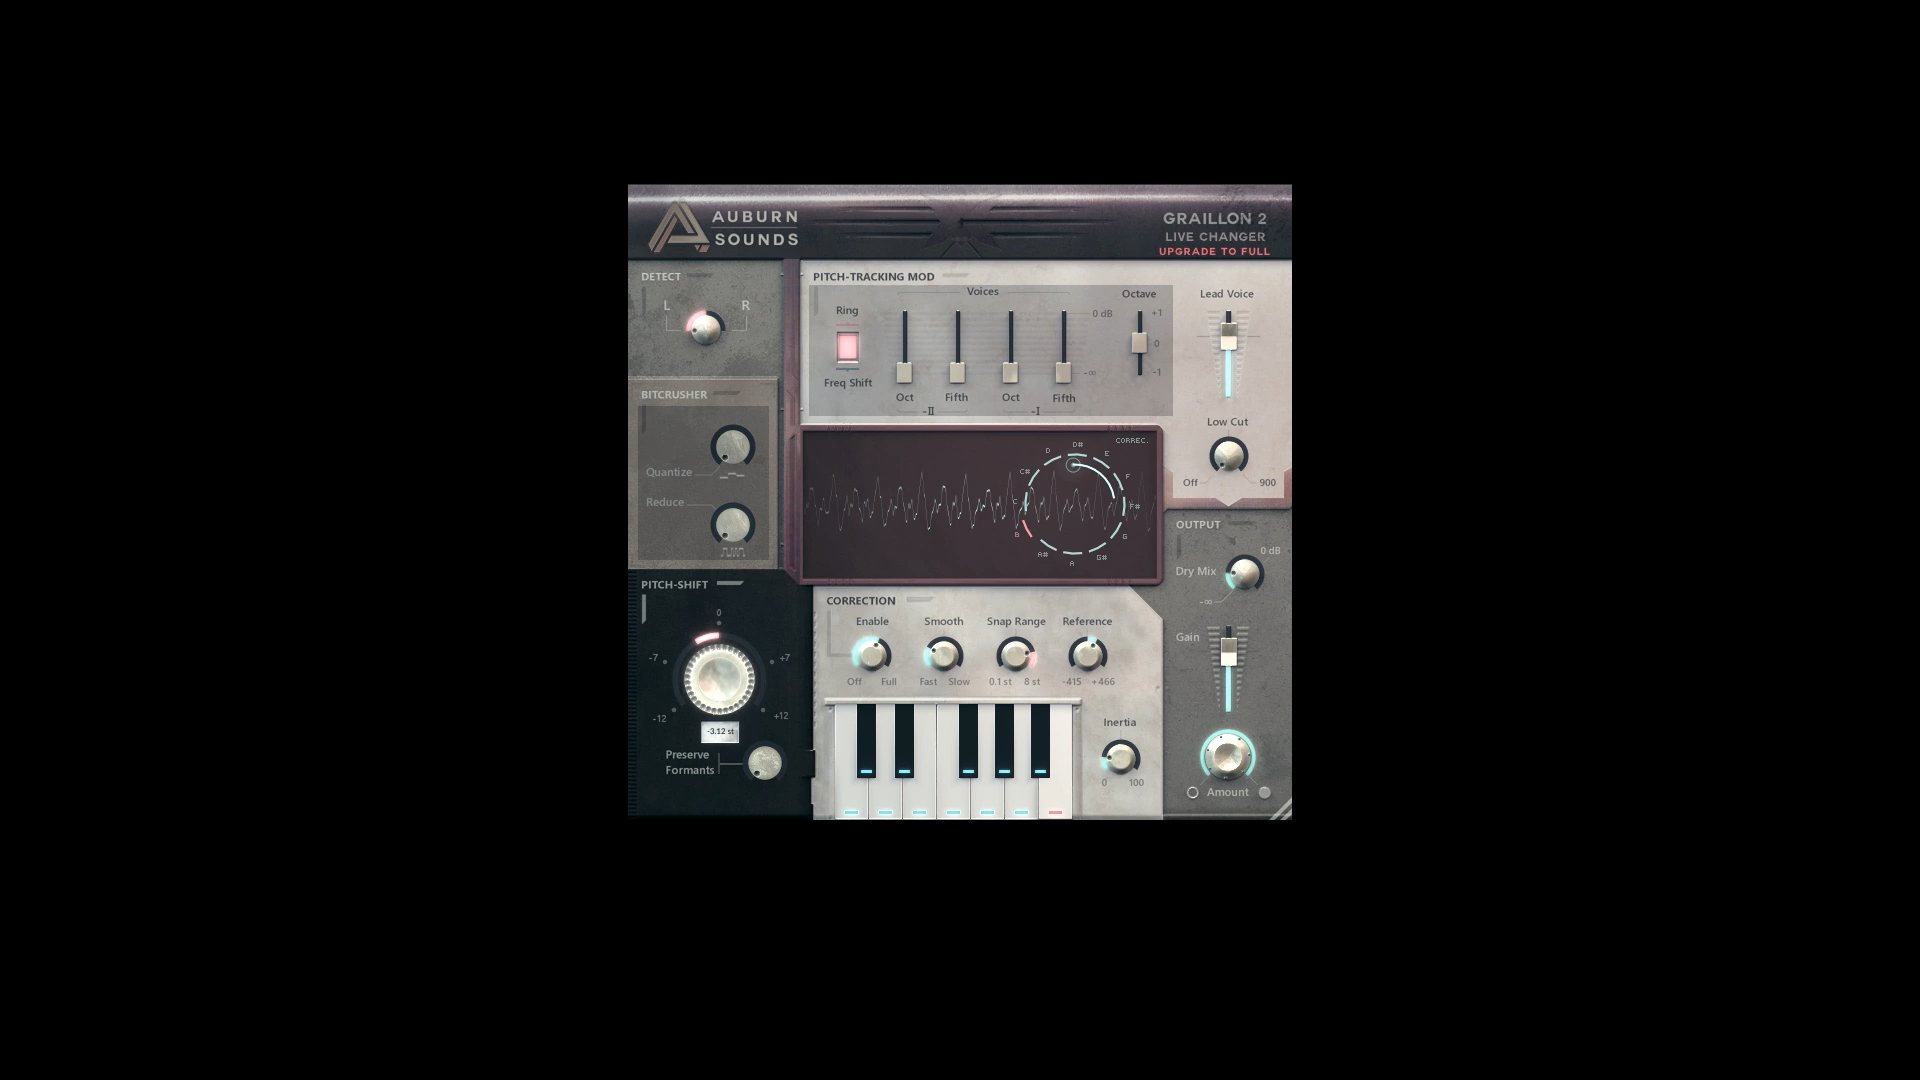 AUBURN
SOUNDS
GRAILLON 2
LIVE CHANGER
UPGRADE TO FULL
DETECT
L R
PITCH-TRACKING MOD
Voices
Ring
Freq Shift
0 dB
-∞
Oct Fifth Oct Fifth
-II -I
Octave
+1
0
-1
Lead Voice
Low Cut
Off 900
BITCRUSHER
Quantize
Reduce
CORREC.
D#
D E
C# F
C F#
B G
A# G#
A
OUTPUT
0 dB
Dry Mix
-∞
Gain
Amount
PITCH-SHIFT
0
-7 +7
-12 +12
-3.12 st
Preserve
Formants
CORRECTION
Enable Smooth Snap Range Reference
Off Full Fast Slow 0.1 st 8 st -415 +466
Inertia
0 100